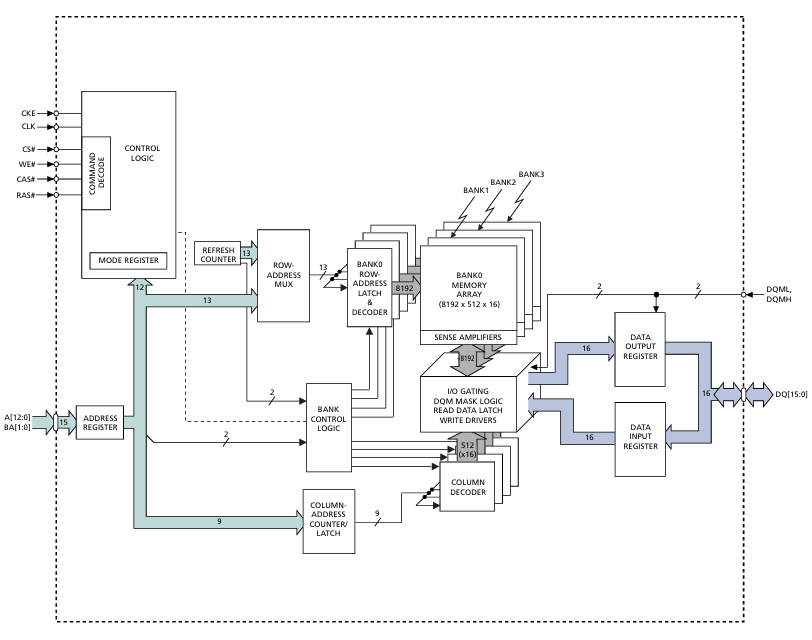 BANK3
BANK2
BANK1
CKE
CLK
CS#
WE#
CAS#
RAS#
COMMAND
DECODE
CONTROL
LOGIC
MODE REGISTER
12
REFRESH
COUNTER
13
13
ROW-
ADDRESS
MUX
13
BANK0
ROW-
ADDRESS
LATCH
&
DECODER
8192
BANK0
MEMORY
ARRAY
(8192 x 512 x 16)
SENSE AMPLIFIERS
8192
2
2
DQML,
DQMH
I/O GATING
DQM MASK LOGIC
READ DATA LATCH
WRITE DRIVERS
16
DATA
OUTPUT
REGISTER
16
DQ[15:0]
16
DATA
INPUT
REGISTER
A[12:0]
BA[1:0]
15
ADDRESS
REGISTER
2
2
BANK
CONTROL
LOGIC
512
(x16)
COLUMN
DECODER
9
COLUMN-
ADDRESS
COUNTER/
LATCH
9